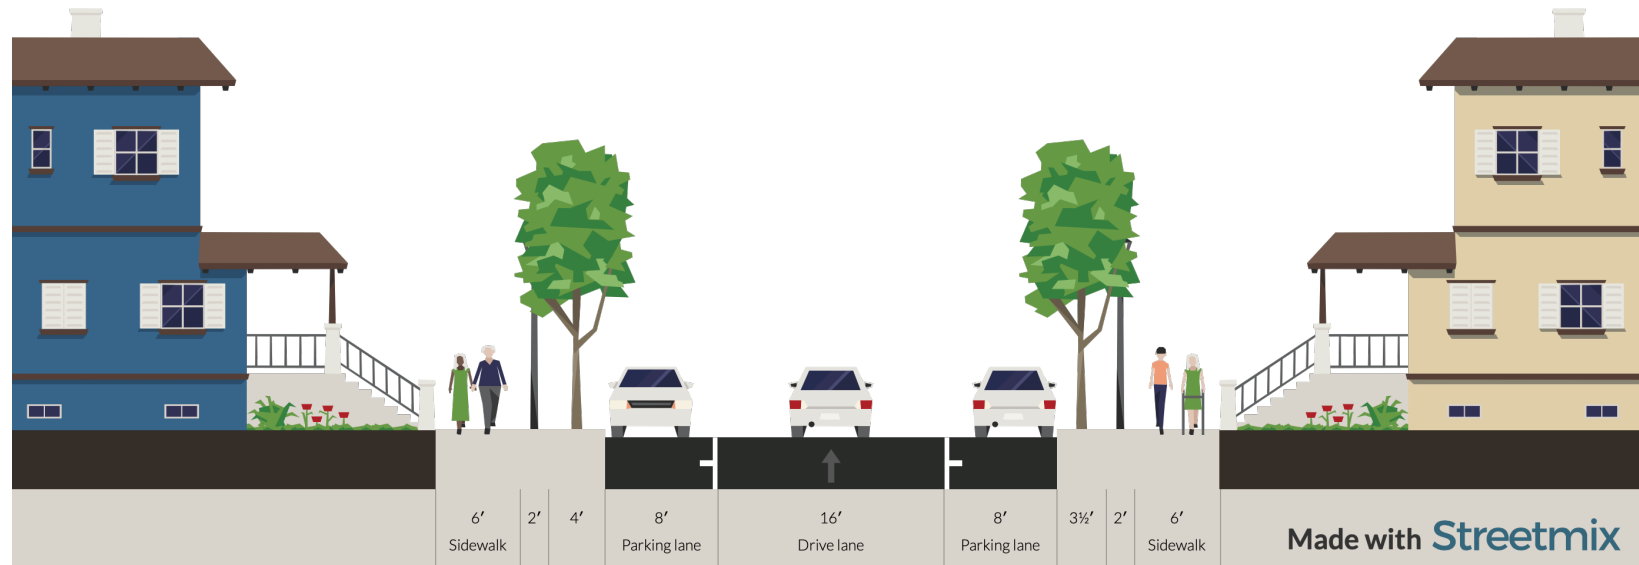 6′ 2′ 4′ 8′ 16′ 8′ 3½′ 2′ 6′
Sidewalk Parking lane Drive lane Parking lane Sidewalk
Made with Streetmix